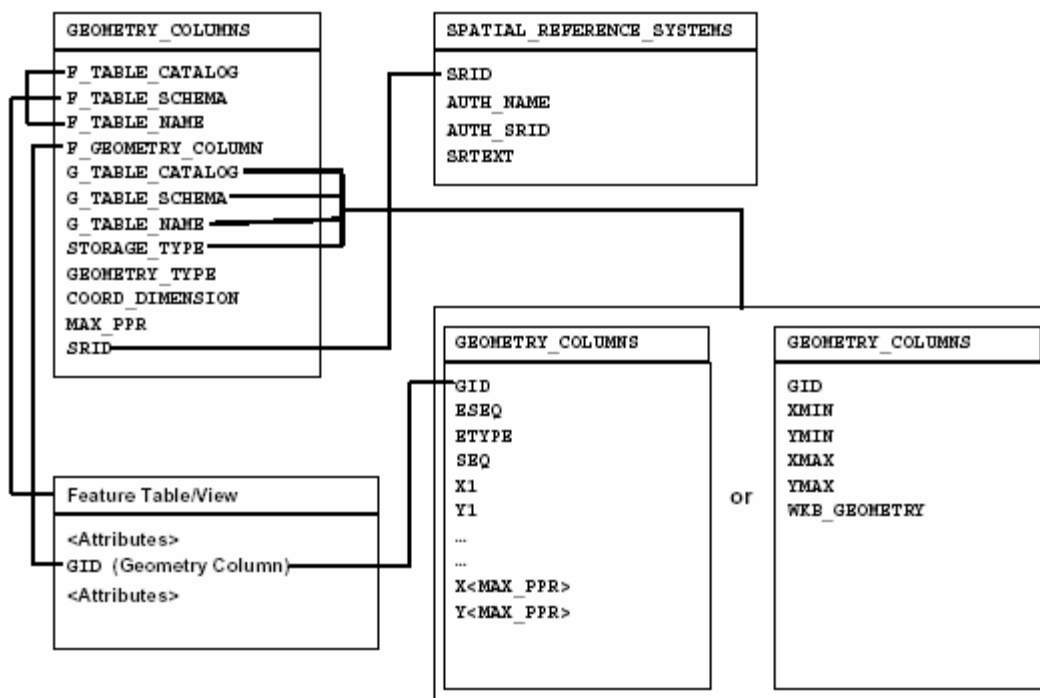 GEOMETRY_COLUMNS
F_TABLE_CATALOG
F_TABLE_SCHEMA
F_TABLE_NAME
F_GEOMETRY_COLUMN
G_TABLE_CATALOG
G_TABLE_SCHEMA
G_TABLE_NAME
STORAGE_TYPE
GEOMETRY_TYPE
COORD_DIMENSION
MAX_PPR
SRID
SPATIAL_REFERENCE_SYSTEMS
SRID
AUTH_NAME
AUTH_SRID
SRTEXT
Feature Table/View
<Attributes>
GID (Geometry Column)
<Attributes>
GEOMETRY_COLUMNS
GID
ESEQ
ETYPE
SEQ
X1
Y1
...
...
X<MAX_PPR>
Y<MAX_PPR>
or
GEOMETRY_COLUMNS
GID
XMIN
YMIN
XMAX
YMAX
WKB_GEOMETRY